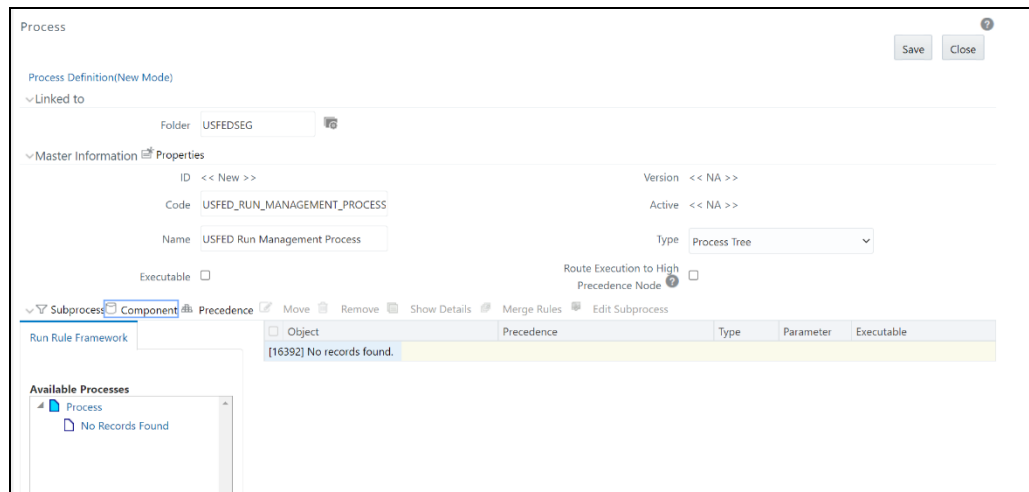 Process
Save Close
Process Definition(New Mode)
Linked to
Folder USFEDSEG
Master Information Properties
ID << New >> Version << NA >>
Code USFED_RUN_MANAGEMENT_PROCESS Active << NA >>
Name USFED Run Management Process Type Process Tree
Executable Route Execution to High
Precedence Node
Subprocess Component Precedence Move Remove Show Details Merge Rules Edit Subprocess
Run Rule Framework Object Precedence Type Parameter Executable
[16392] No records found.
Available Processes
Process
No Records Found